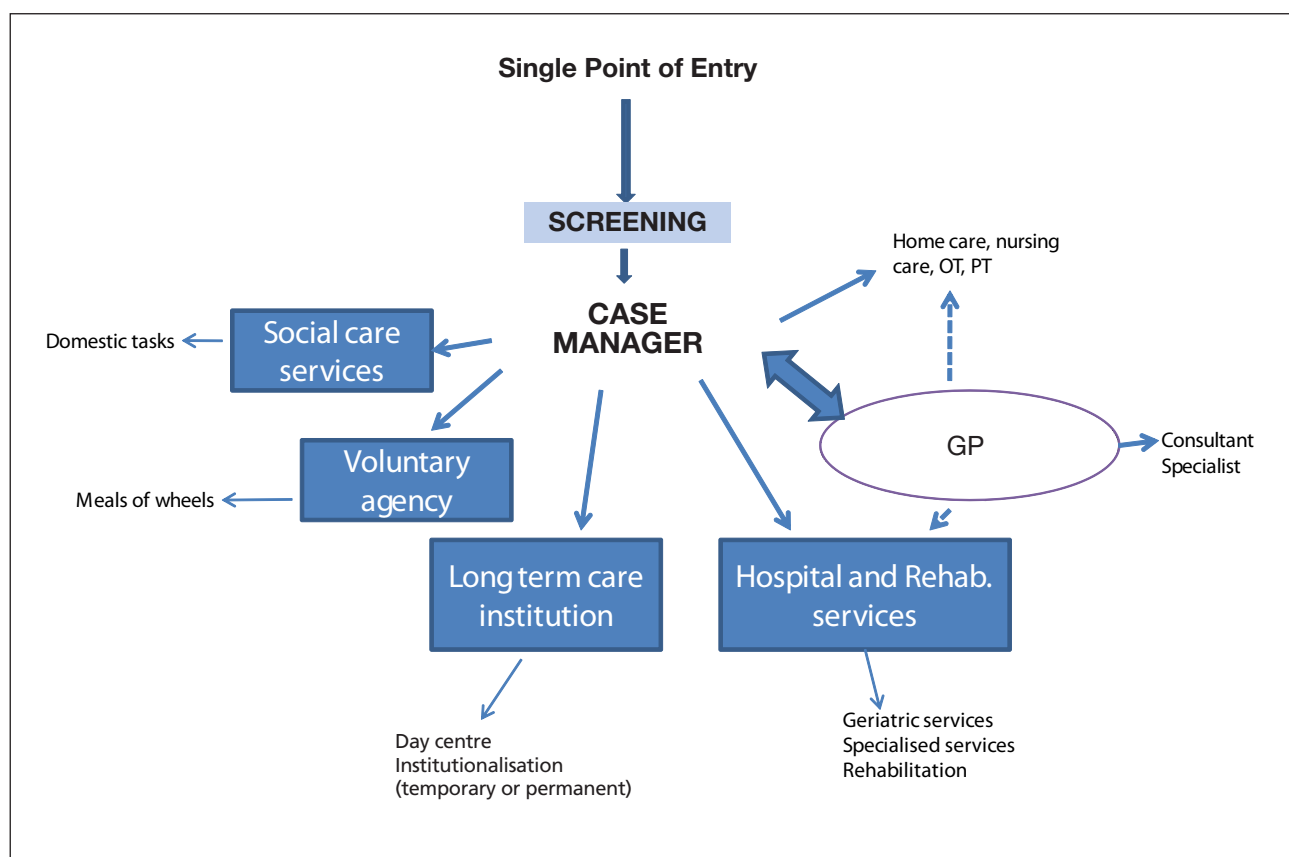 Single Point of Entry
SCREENING
Home care, nursing
care, OT, PT
CASE
MANAGER
Social care
services
Domestic tasks
GP
Consultant
Specialist
Voluntary
agency
Meals of wheels
Long term care
institution
Hospital and Rehab.
services
Day centre
Institutionalisation
(temporary or permanent)
Geriatric services
Specialised services
Rehabilitation